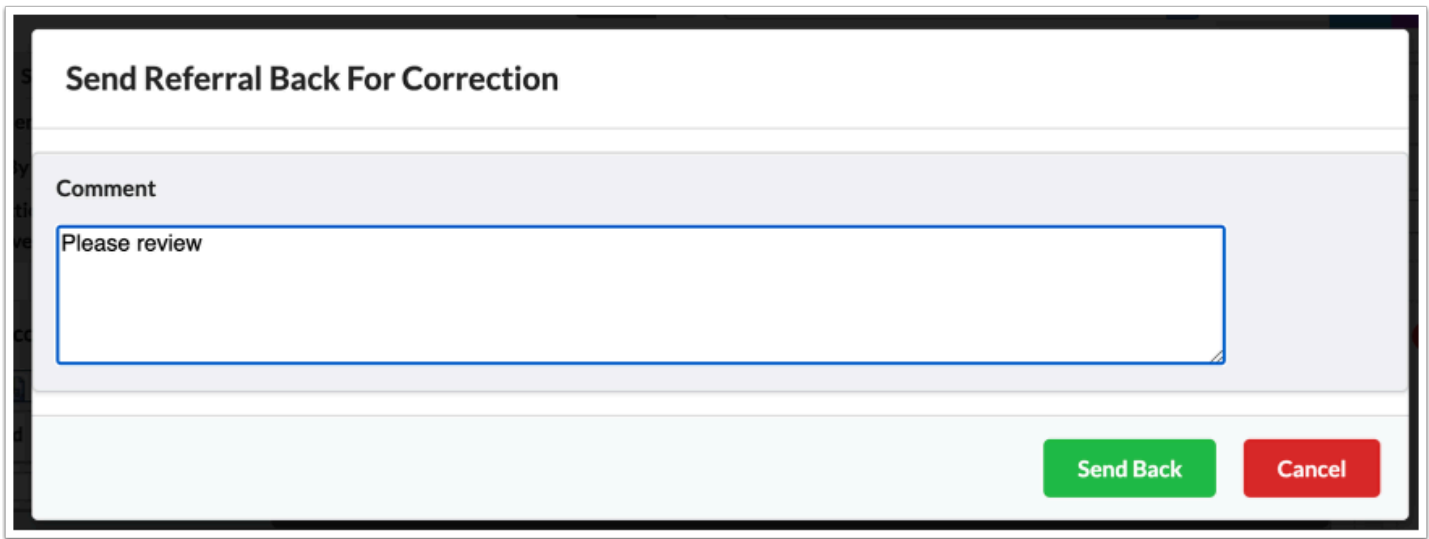 Send Referral Back For Correction
Comment
Please review
Send Back
Cancel